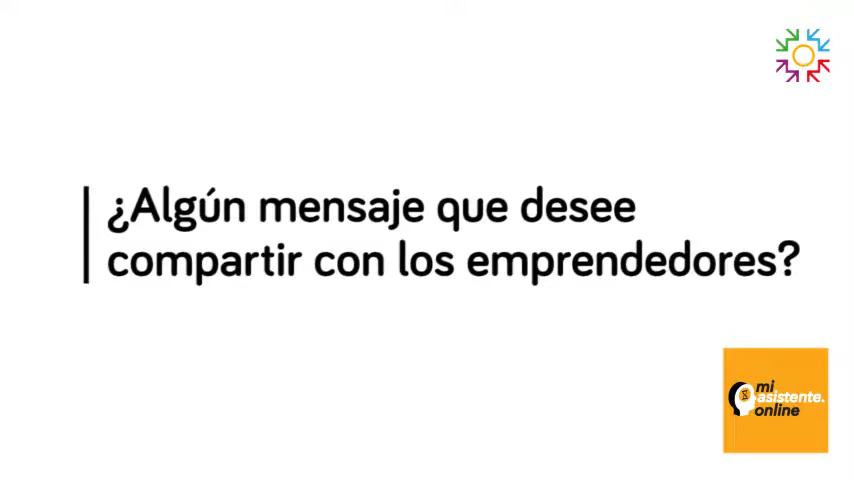 ¿Algún mensaje que desee
compartir con los emprendedores?
mi
asistente.
online